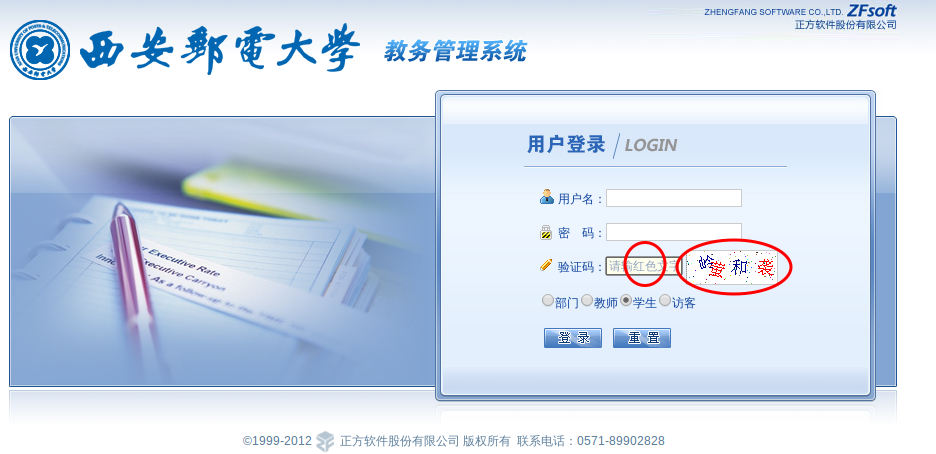 ZHENGFANG SOFTWARE CO.,LTD. ZFsoft
正方软件股份有限公司
西安郵電大学 教务管理系统
用户登录 LOGIN
用户名：
密 码：
验证码： 请输红色文字 和
部门 教师 学生 访客
登 录 重 置
Executive Rate
Executive Carryon
As a follow-up to the
©1999-2012 正方软件股份有限公司 版权所有 联系电话：0571-89902828